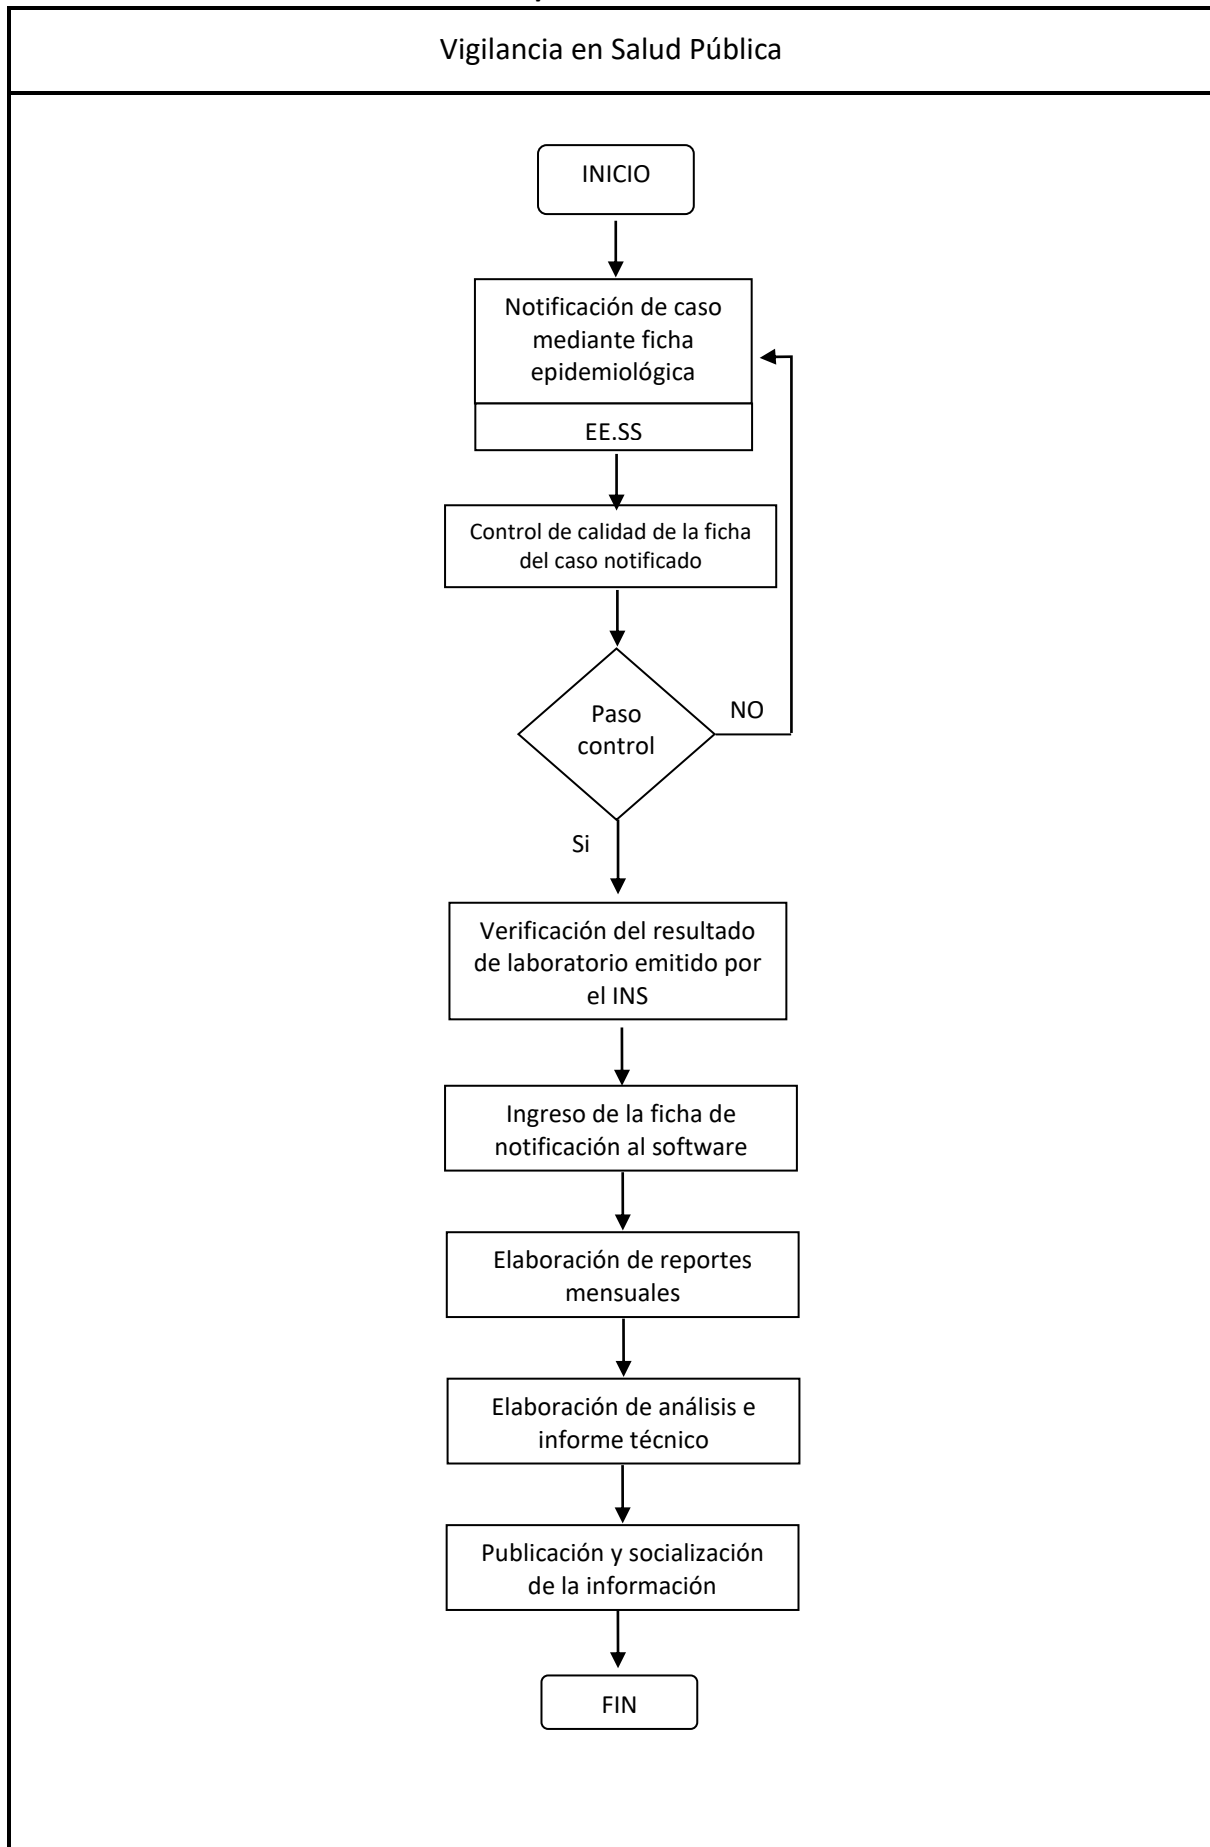 Vigilancia en Salud Pública
INICIO
Notificación de caso
mediante ficha
epidemiológica
EE.SS
Control de calidad de la ficha
del caso notificado
Paso
control
NO
Si
Verificación del resultado
de laboratorio emitido por
el INS
Ingreso de la ficha de
notificación al software
Elaboración de reportes
mensuales
Elaboración de análisis e
informe técnico
Publicación y socialización
de la información
FIN